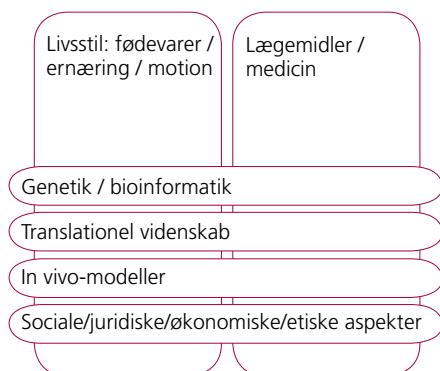 Livsstil: fødevarer /
ernæring / motion
Lægemidler /
medicin
Genetik / bioinformatik
Translationel videnskab
In vivo-modeller
Sociale/juridiske/økonomiske/etiske aspekter